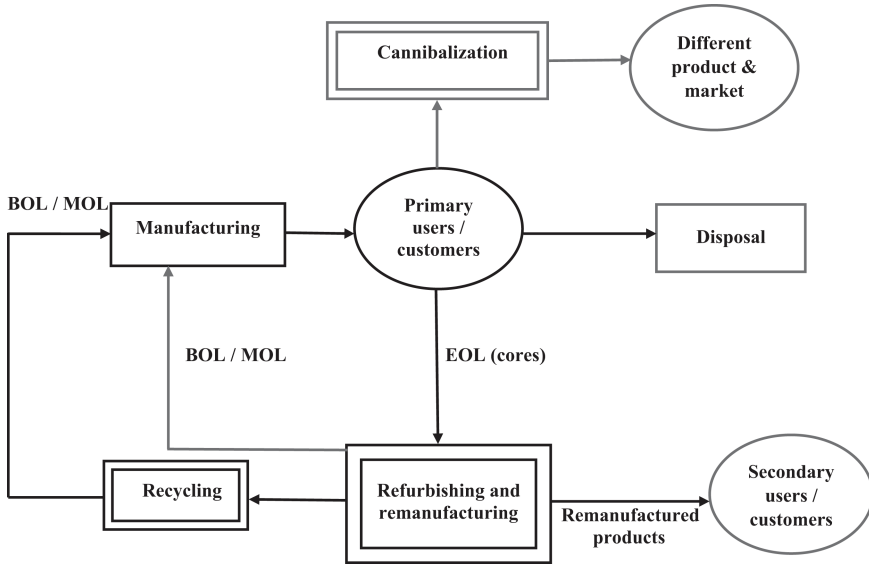 Cannibalization
Different
product &
market
BOL / MOL
Manufacturing
Primary
users /
customers
Disposal
BOL / MOL
EOL (cores)
Recycling
Refurbishing and
remanufacturing
Remanufactured
products
Secondary
users /
customers